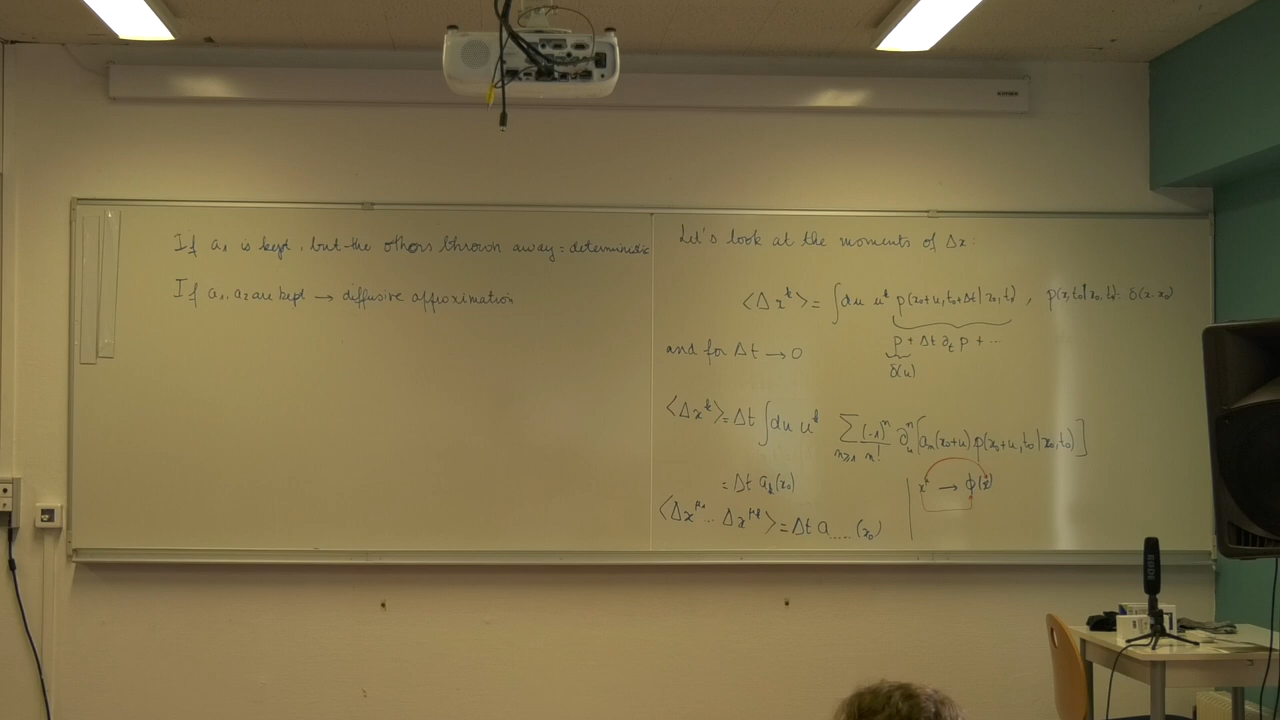 If a₁ is kept, but the others thrown away = deterministic
If a₁, a₂ are kept → diffusive approximation
Let's look at the moments of Δx:
⟨Δx^k⟩ = ∫du u^k p(x₀+u, t₀+Δt | x₀, t₀) , p(x,t₀|x₀,t₀) = δ(x-x₀)
p + Δt ∂_t p + ...
δ(u)
and for Δt → 0
⟨Δx^k⟩ = Δt ∫du u^k Σ_{n≥1} (-1)^n/n! ∂_u^n [a_n(x₀+u) p(x₀+u, t₀ | x₀, t₀)]
= Δt a_k(x₀)
x → ϕ(x)
⟨Δx^{μ₁} ... Δx^{μ_k}⟩ = Δt a.....(x₀)
RODE